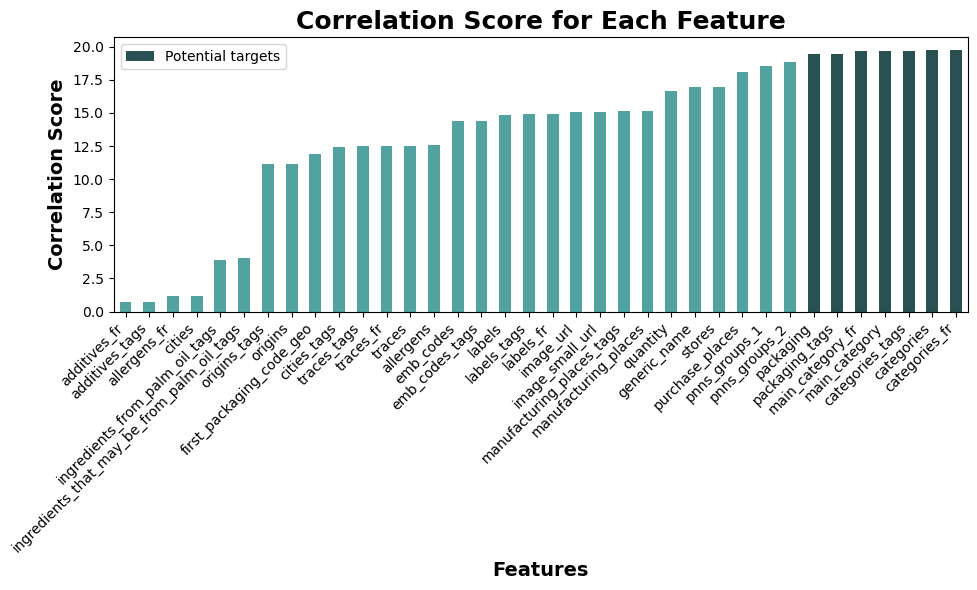 Correlation Score for Each Feature
Potential targets
Correlation Score
20.0
17.5
15.0
12.5
10.0
7.5
5.0
2.5
0.0
additives_fr
additives_tags
allergens_fr
cities
ingredients_from_palm_oil_tags
ingredients_that_may_be_from_palm_oil_tags
origins_tags
origins
first_packaging_code_geo
cities_tags
traces_tags
traces_fr
traces
allergens
emb_codes
emb_codes_tags
labels
labels_tags
labels_fr
image_url
image_small_url
manufacturing_places_tags
manufacturing_places
quantity
generic_name
stores
purchase_places
pnns_groups_1
pnns_groups_2
packaging
packaging_tags
main_category_fr
main_category
categories_tags
categories
categories_fr
Features